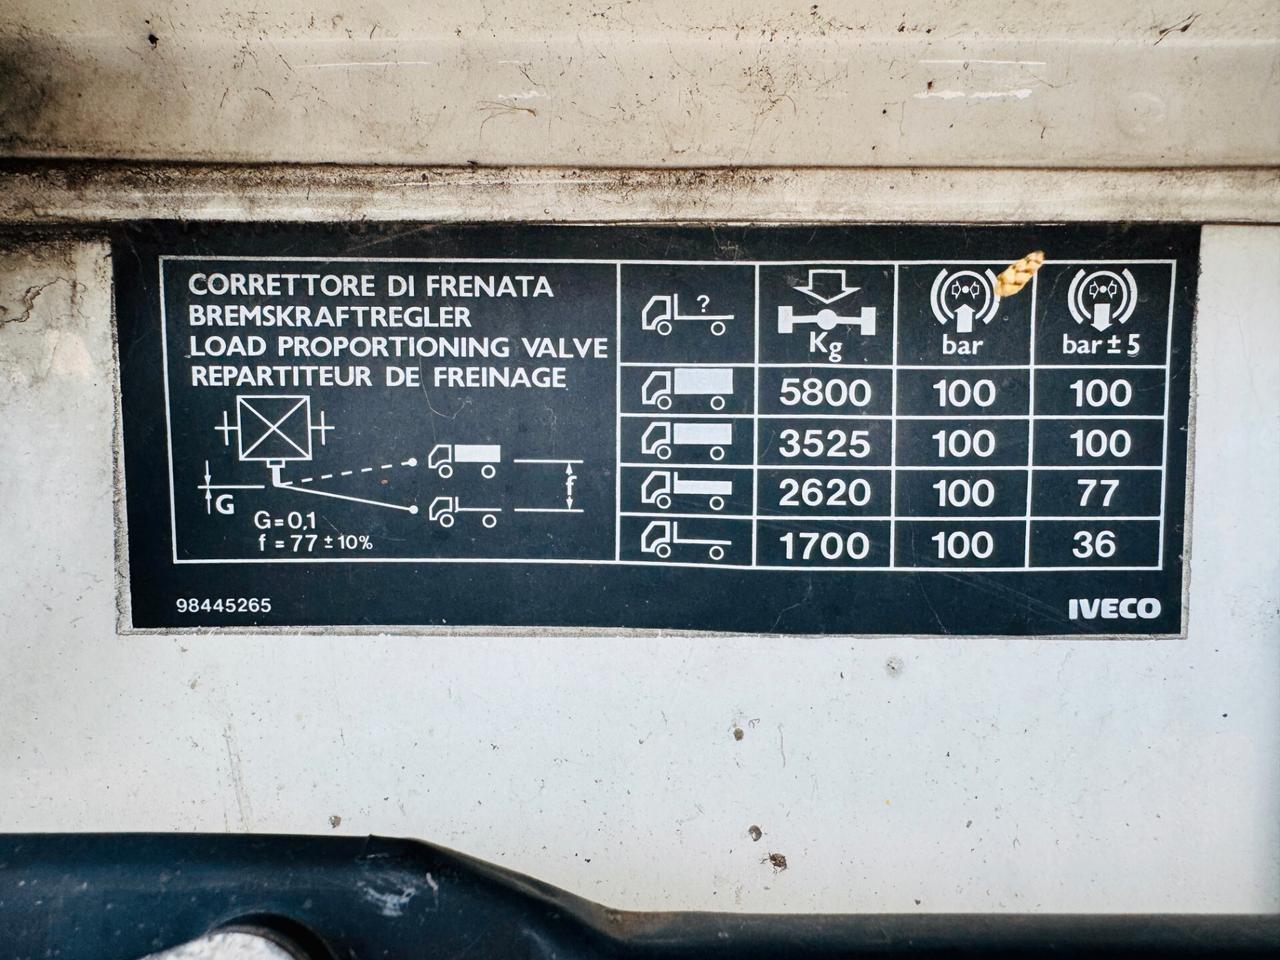 CORRETTORE DI FRENATA
BREMSKRAFTREGLER
LOAD PROPORTIONING VALVE
REPARTITEUR DE FREINAGE
G
f
G=0,1
f =77 ±10%
98445265
? Kg bar bar ± 5
5800 100 100
3525 100 100
2620 100 77
1700 100 36
IVECO